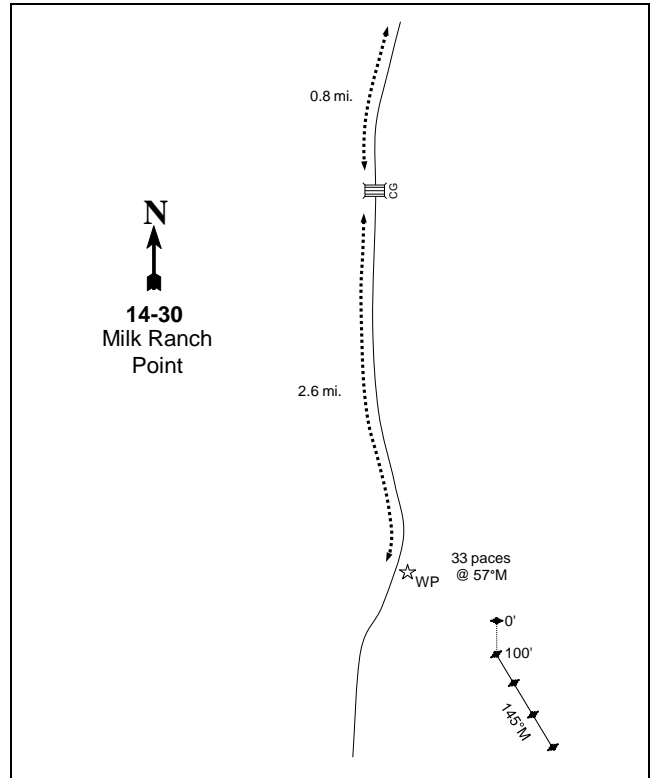 0.8 mi.
CG
N
14-30
Milk Ranch
Point
2.6 mi.
33 paces
@ 57°M
WP
0'
100'
145°M